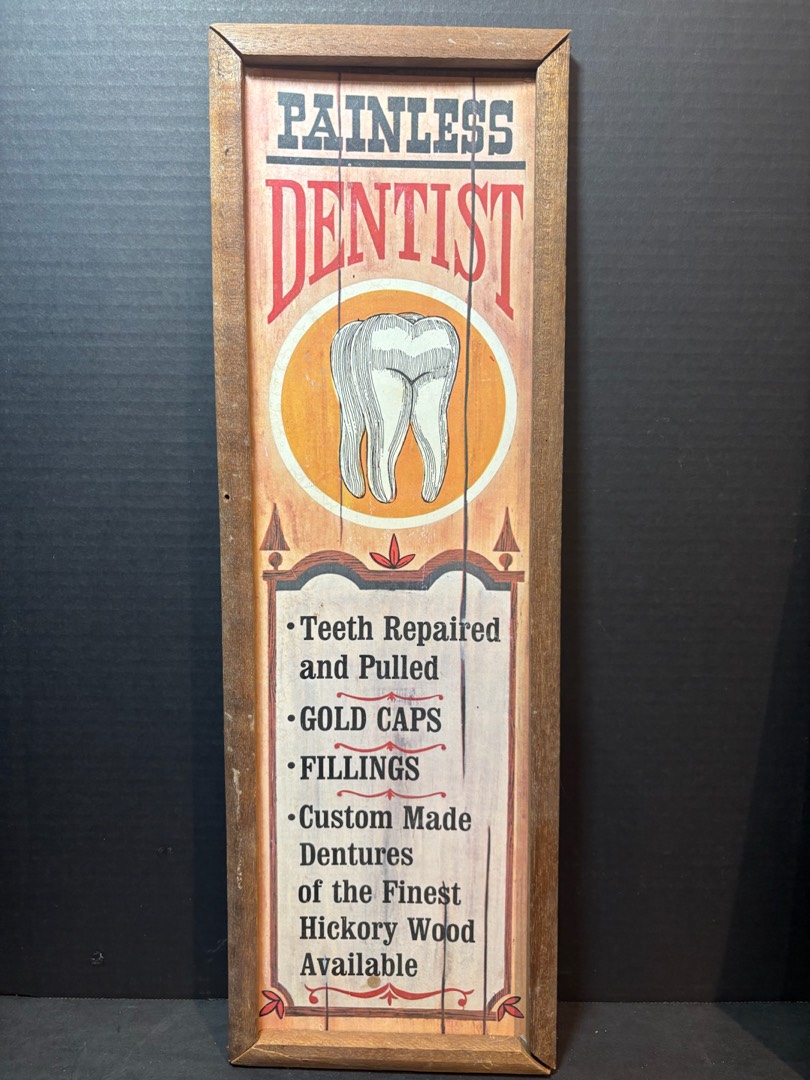 PAINLESS
DENTIST
• Teeth Repaired
and Pulled
• GOLD CAPS
• FILLINGS
• Custom Made
Dentures
of the Finest
Hickory Wood
Available